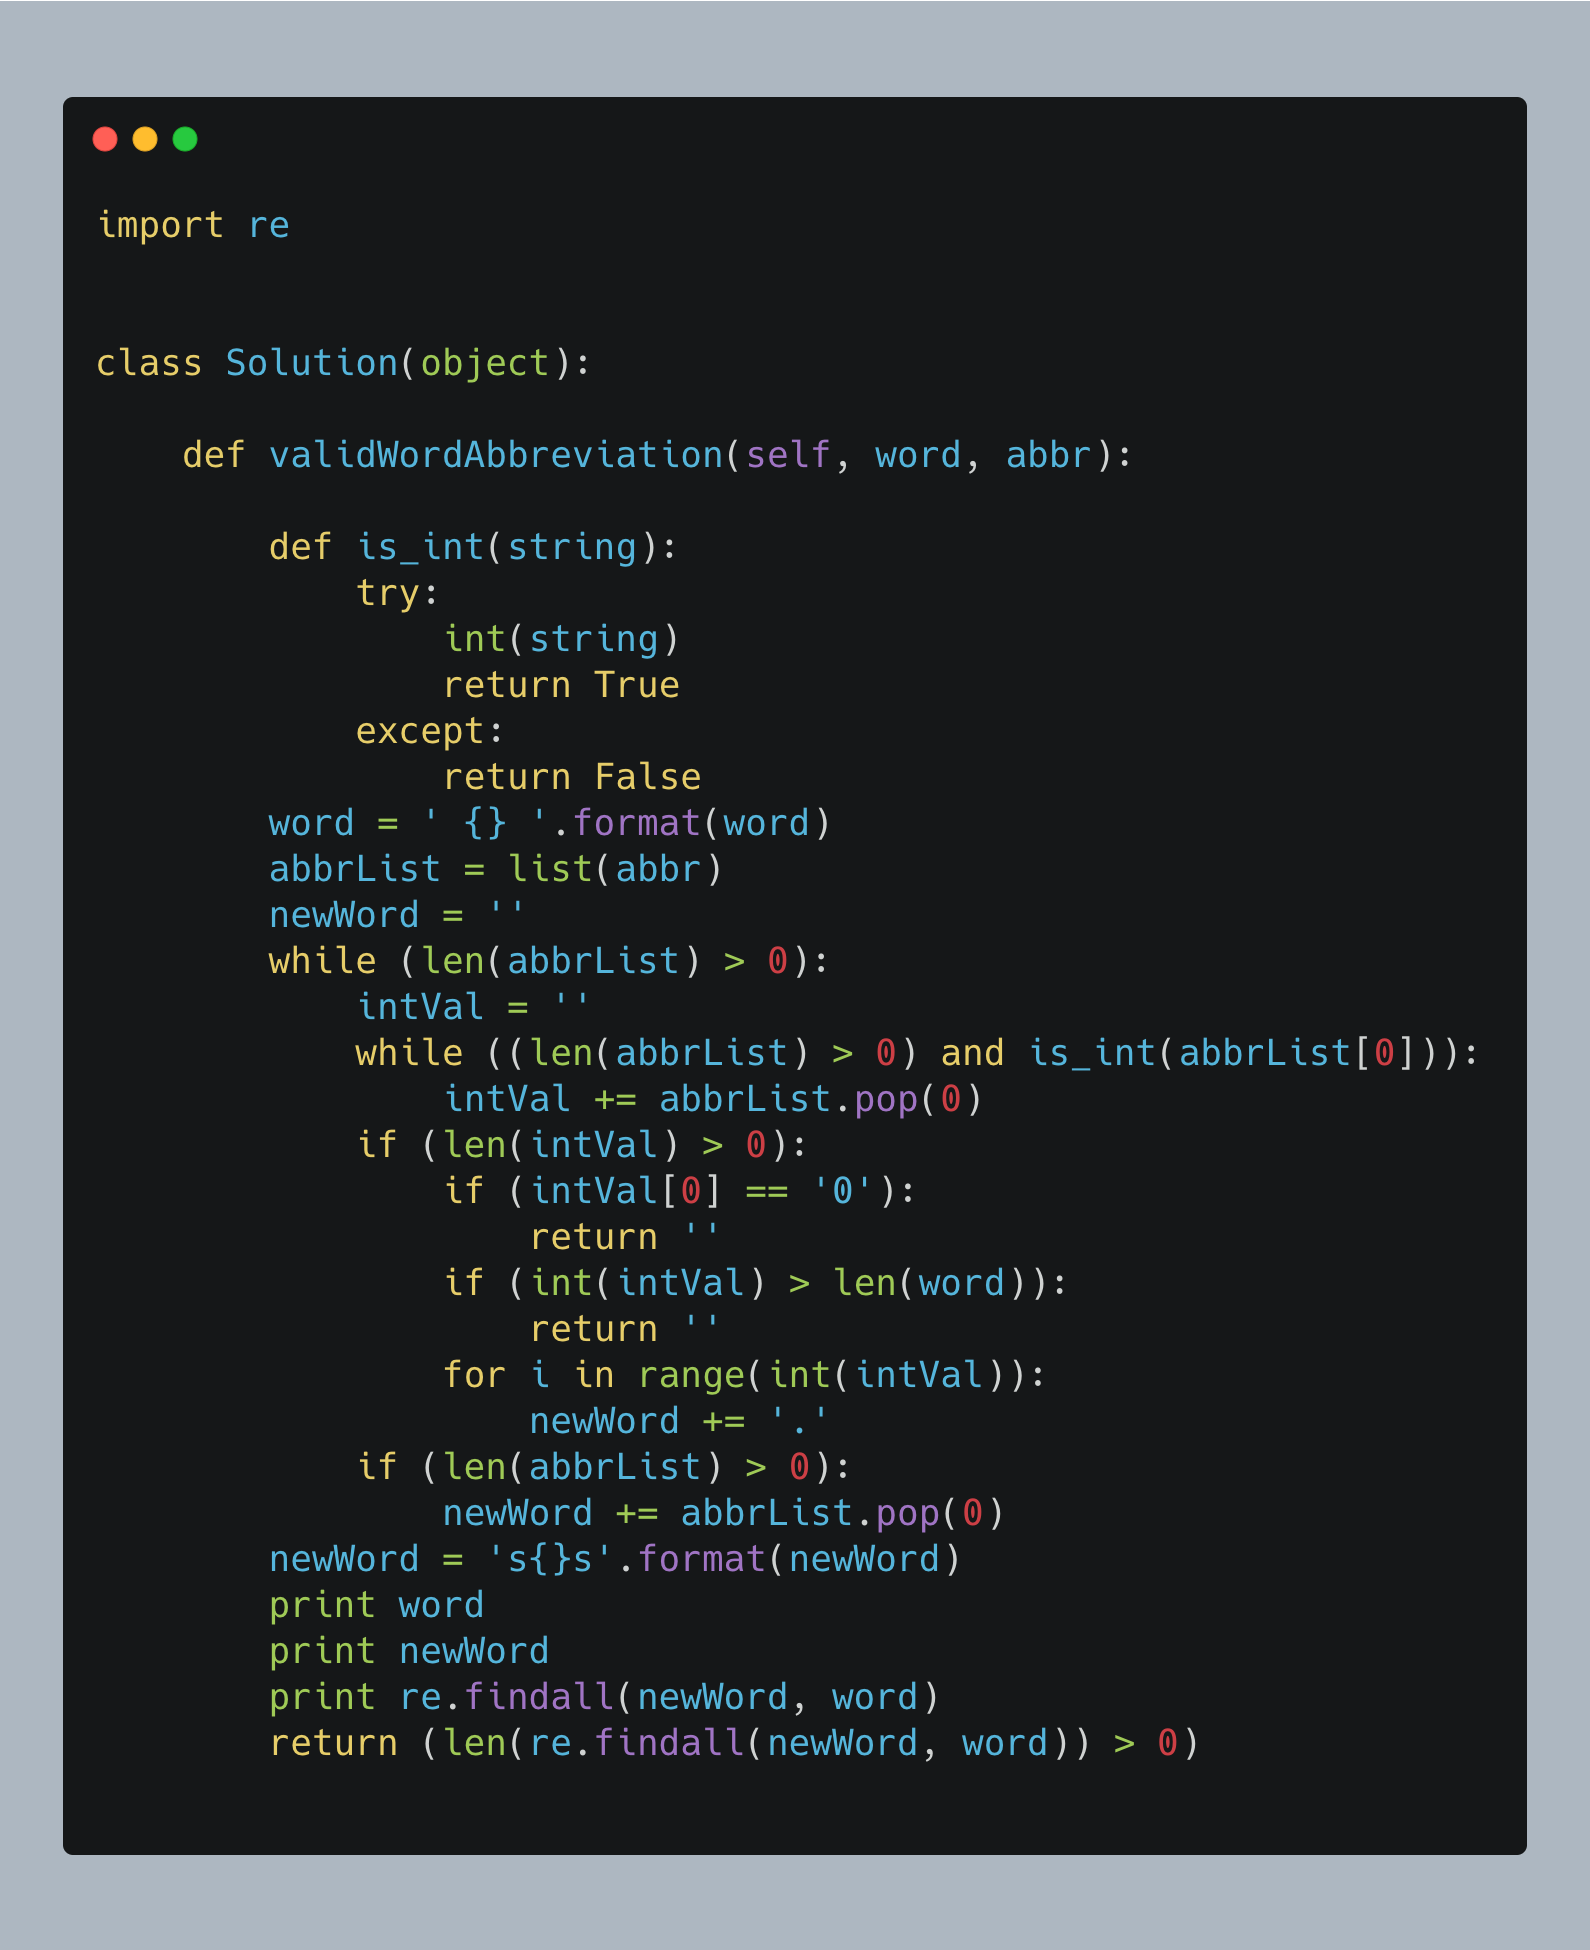 import re
class Solution(object):
    def validWordAbbreviation(self, word, abbr):
        def is_int(string):
            try:
                int(string)
                return True
            except:
                return False
        word = ' {} '.format(word)
        abbrList = list(abbr)
        newWord = ''
        while (len(abbrList) > 0):
            intVal = ''
            while ((len(abbrList) > 0) and is_int(abbrList[0])):
                intVal += abbrList.pop(0)
            if (len(intVal) > 0):
                if (intVal[0] == '0'):
                    return ''
                if (int(intVal) > len(word)):
                    return ''
                for i in range(int(intVal)):
                    newWord += '.'
            if (len(abbrList) > 0):
                newWord += abbrList.pop(0)
        newWord = 's{}s'.format(newWord)
        print word
        print newWord
        print re.findall(newWord, word)
        return (len(re.findall(newWord, word)) > 0)